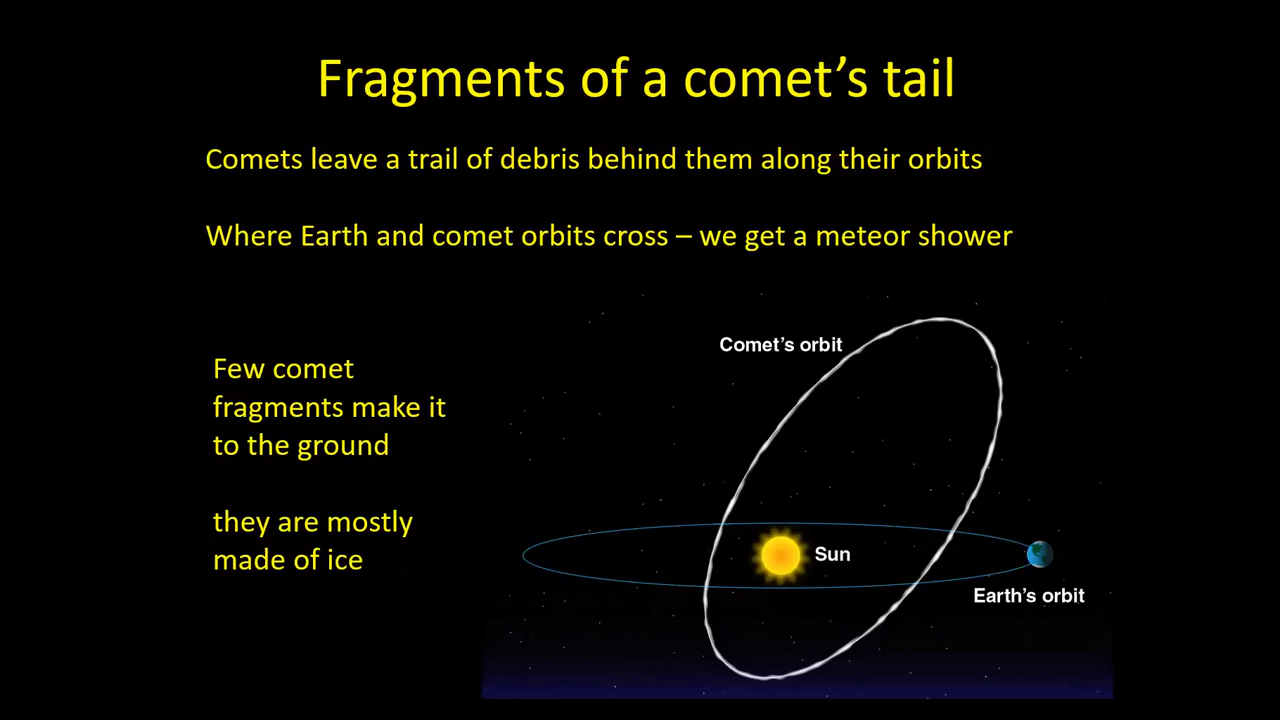 Fragments of a comet’s tail
Comets leave a trail of debris behind them along their orbits
Where Earth and comet orbits cross – we get a meteor shower
Few comet
fragments make it
to the ground
they are mostly
made of ice
Comet’s orbit
Sun
Earth’s orbit